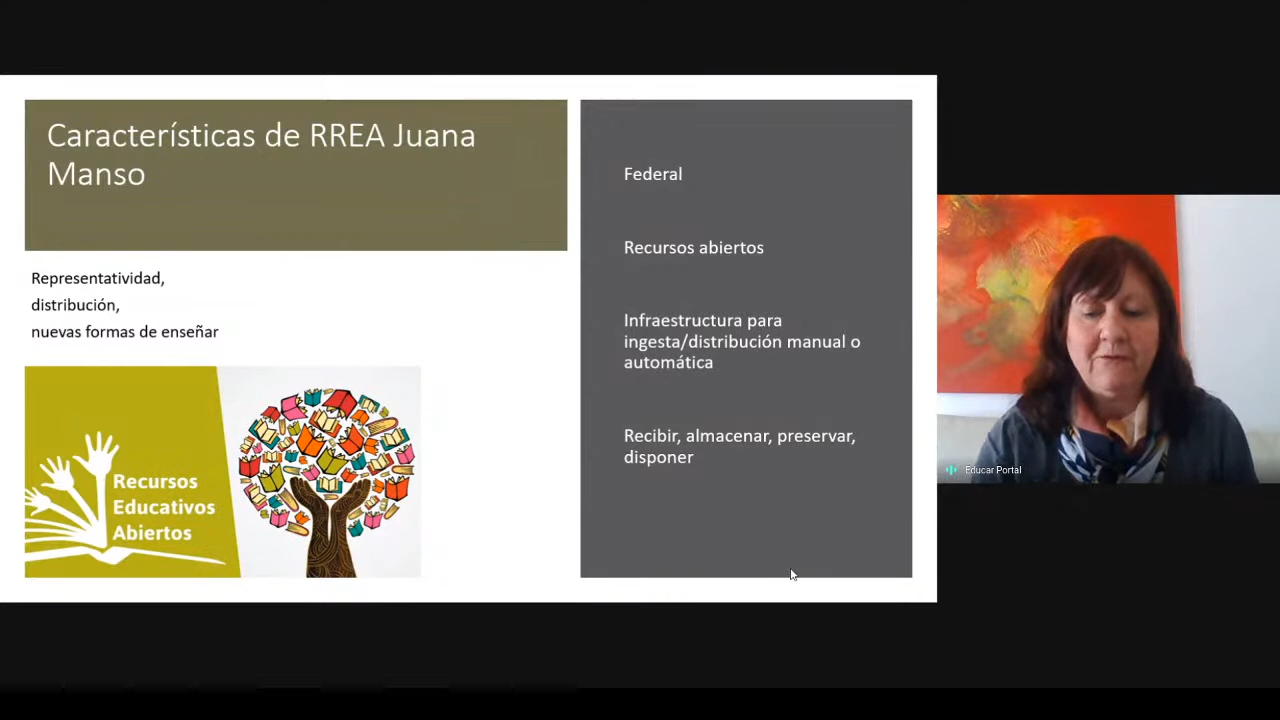 Características de RREA Juana
Manso
Representatividad,
distribución,
nuevas formas de enseñar
Recursos
Educativos
Abiertos
Federal
Recursos abiertos
Infraestructura para
ingesta/distribución manual o
automática
Recibir, almacenar, preservar,
disponer
Educar Portal